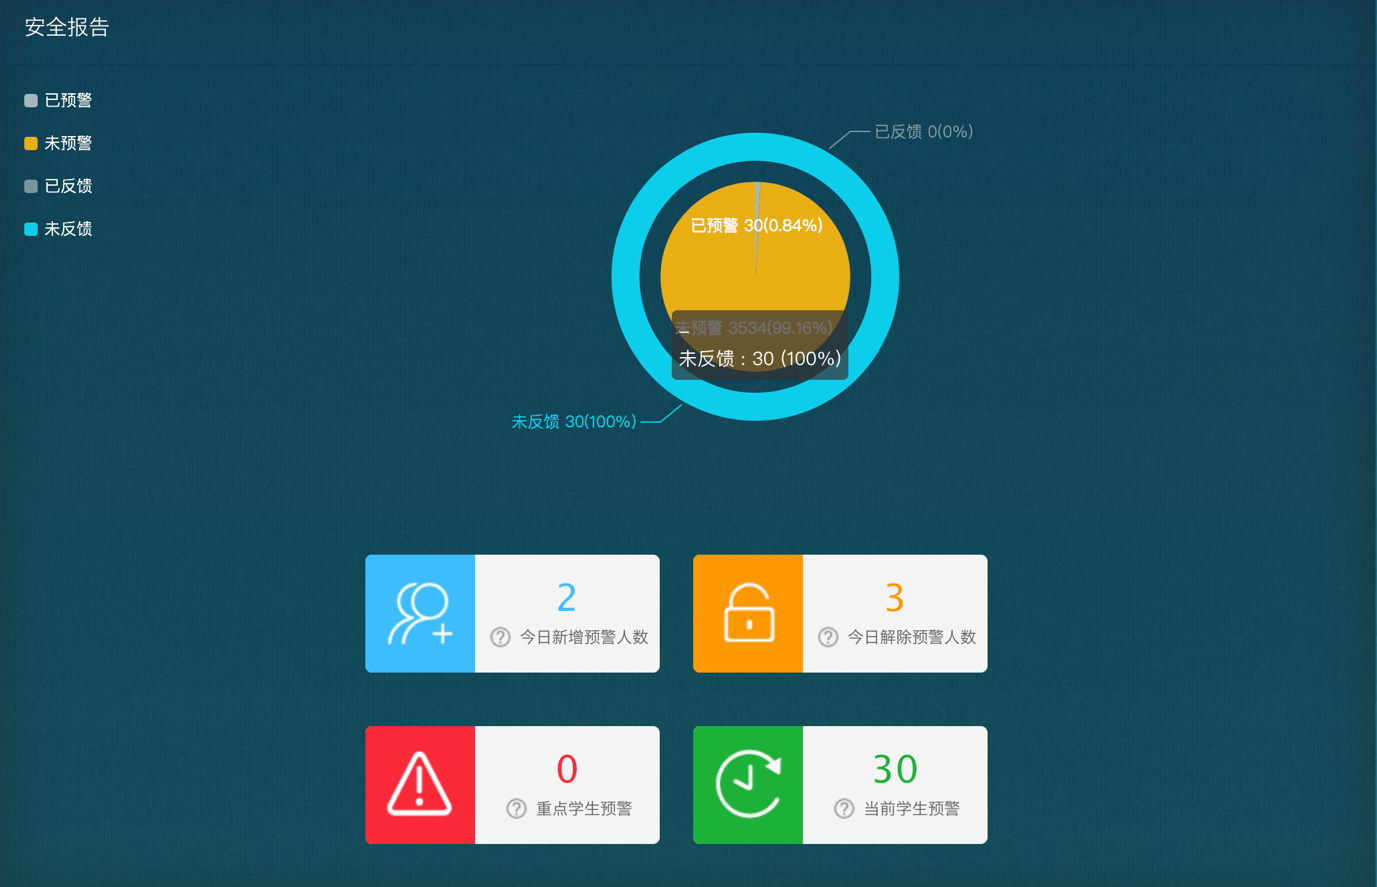 安全报告
已预警
未预警
已反馈
未反馈
已反馈 0(0%)
已预警 30(0.84%)
未预警 3534(99.16%)
未反馈 : 30 (100%)
未反馈 30(100%)
2
今日新增预警人数
3
今日解除预警人数
0
重点学生预警
30
当前学生预警